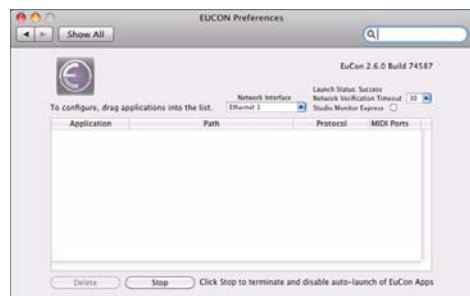 EUCON Preferences
Show All
EuCon 2.6.0 Build 74587
Launch Status: Success
Network Interface
Network Verification Timeout 10
To configure, drag applications into the list.
Ethernet 1
Studio Monitor Express
Application Path Protocol MIDI Ports
Delete Stop Click Stop to terminate and disable auto-launch of EuCon Apps